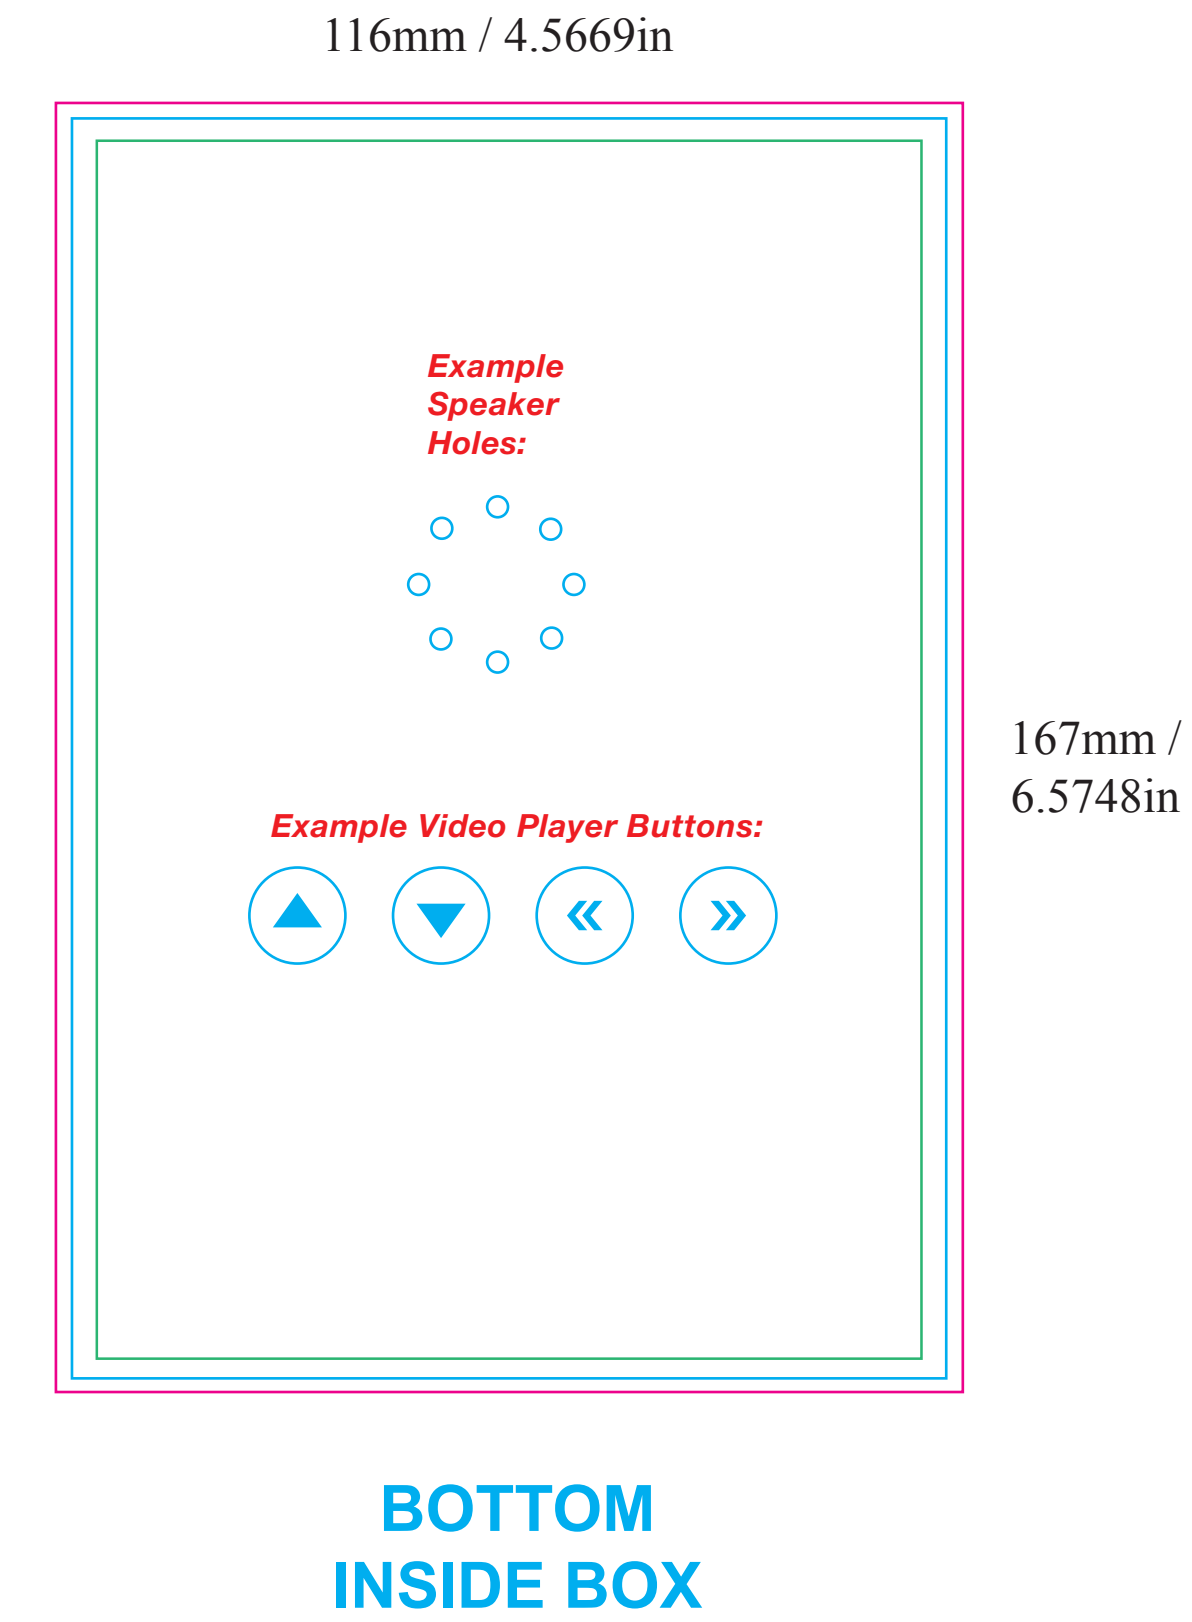 116mm / 4.5669in
Example
Speaker
Holes:
167mm /
6.5748in
Example Video Player Buttons:
BOTTOM
INSIDE BOX